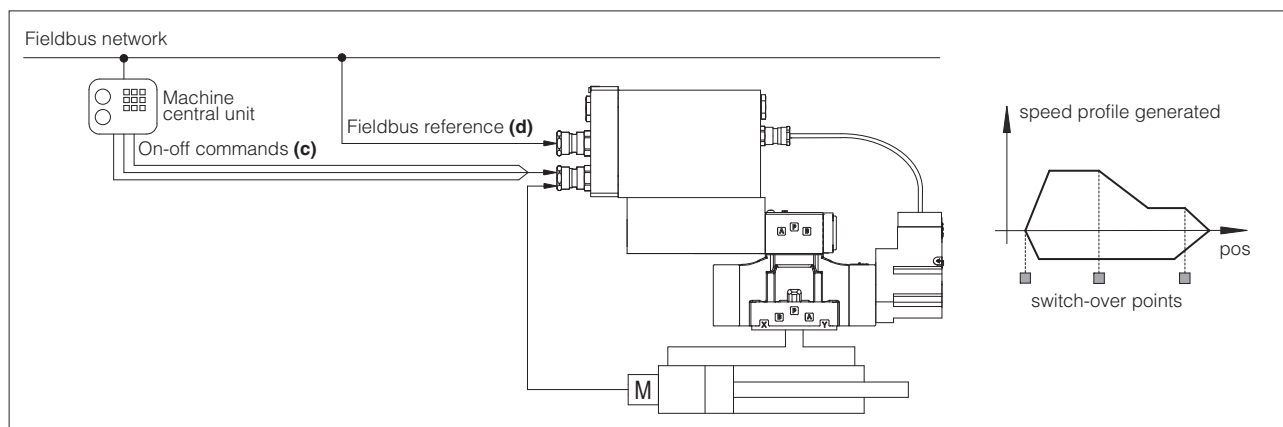 Fieldbus network
Machine
central unit
Fieldbus reference (d)
On-off commands (c)
speed profile generated
pos
switch-over points
A P B
B P A
X Y
M